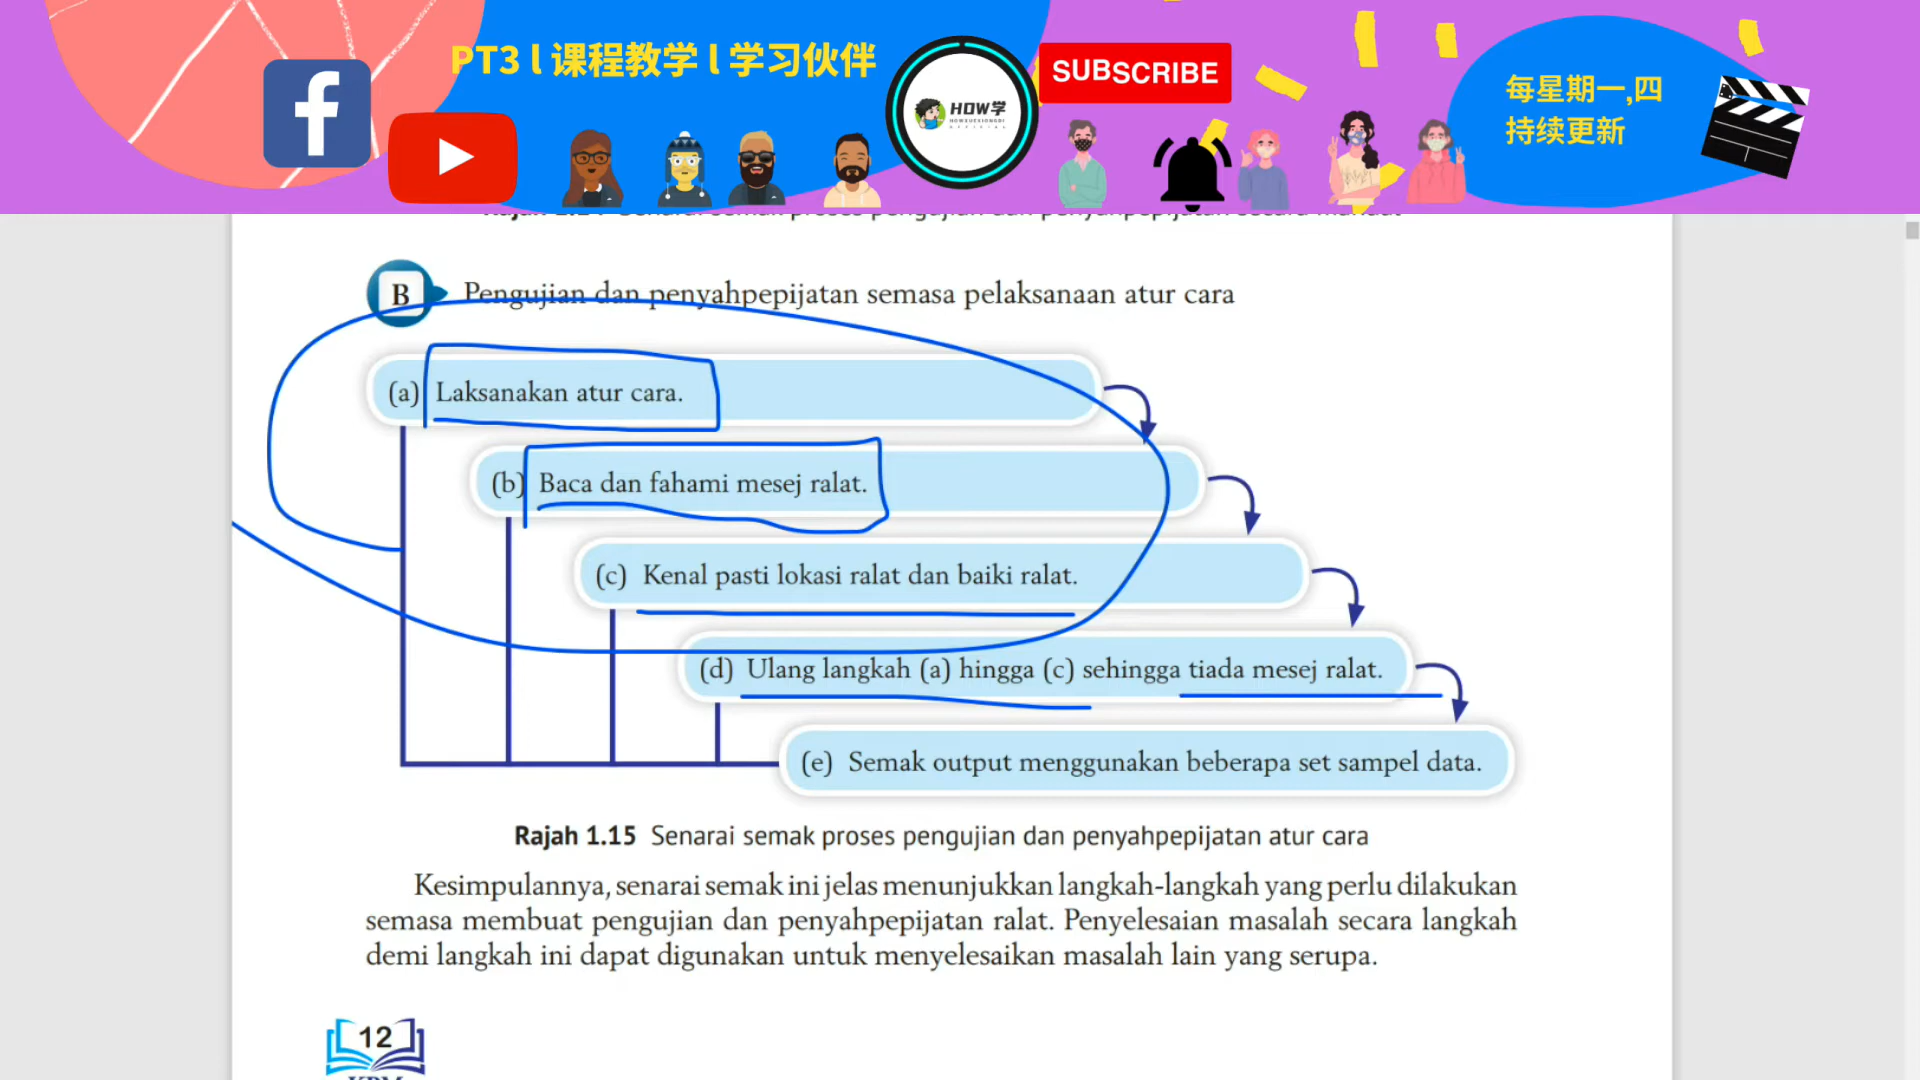 PT3 l 课程教学 l 学习伙伴
HOW学
SUBSCRIBE
每星期一,四
持续更新
B
Pengujian dan penyahpepijatan semasa pelaksanaan atur cara
(a) Laksanakan atur cara.
(b) Baca dan fahami mesej ralat.
(c) Kenal pasti lokasi ralat dan baiki ralat.
(d) Ulang langkah (a) hingga (c) sehingga tiada mesej ralat.
(e) Semak output menggunakan beberapa set sampel data.
Rajah 1.15 Senarai semak proses pengujian dan penyahpepijatan atur cara
Kesimpulannya, senarai semak ini jelas menunjukkan langkah-langkah yang perlu dilakukan
semasa membuat pengujian dan penyahpepijatan ralat. Penyelesaian masalah secara langkah
demi langkah ini dapat digunakan untuk menyelesaikan masalah lain yang serupa.
12